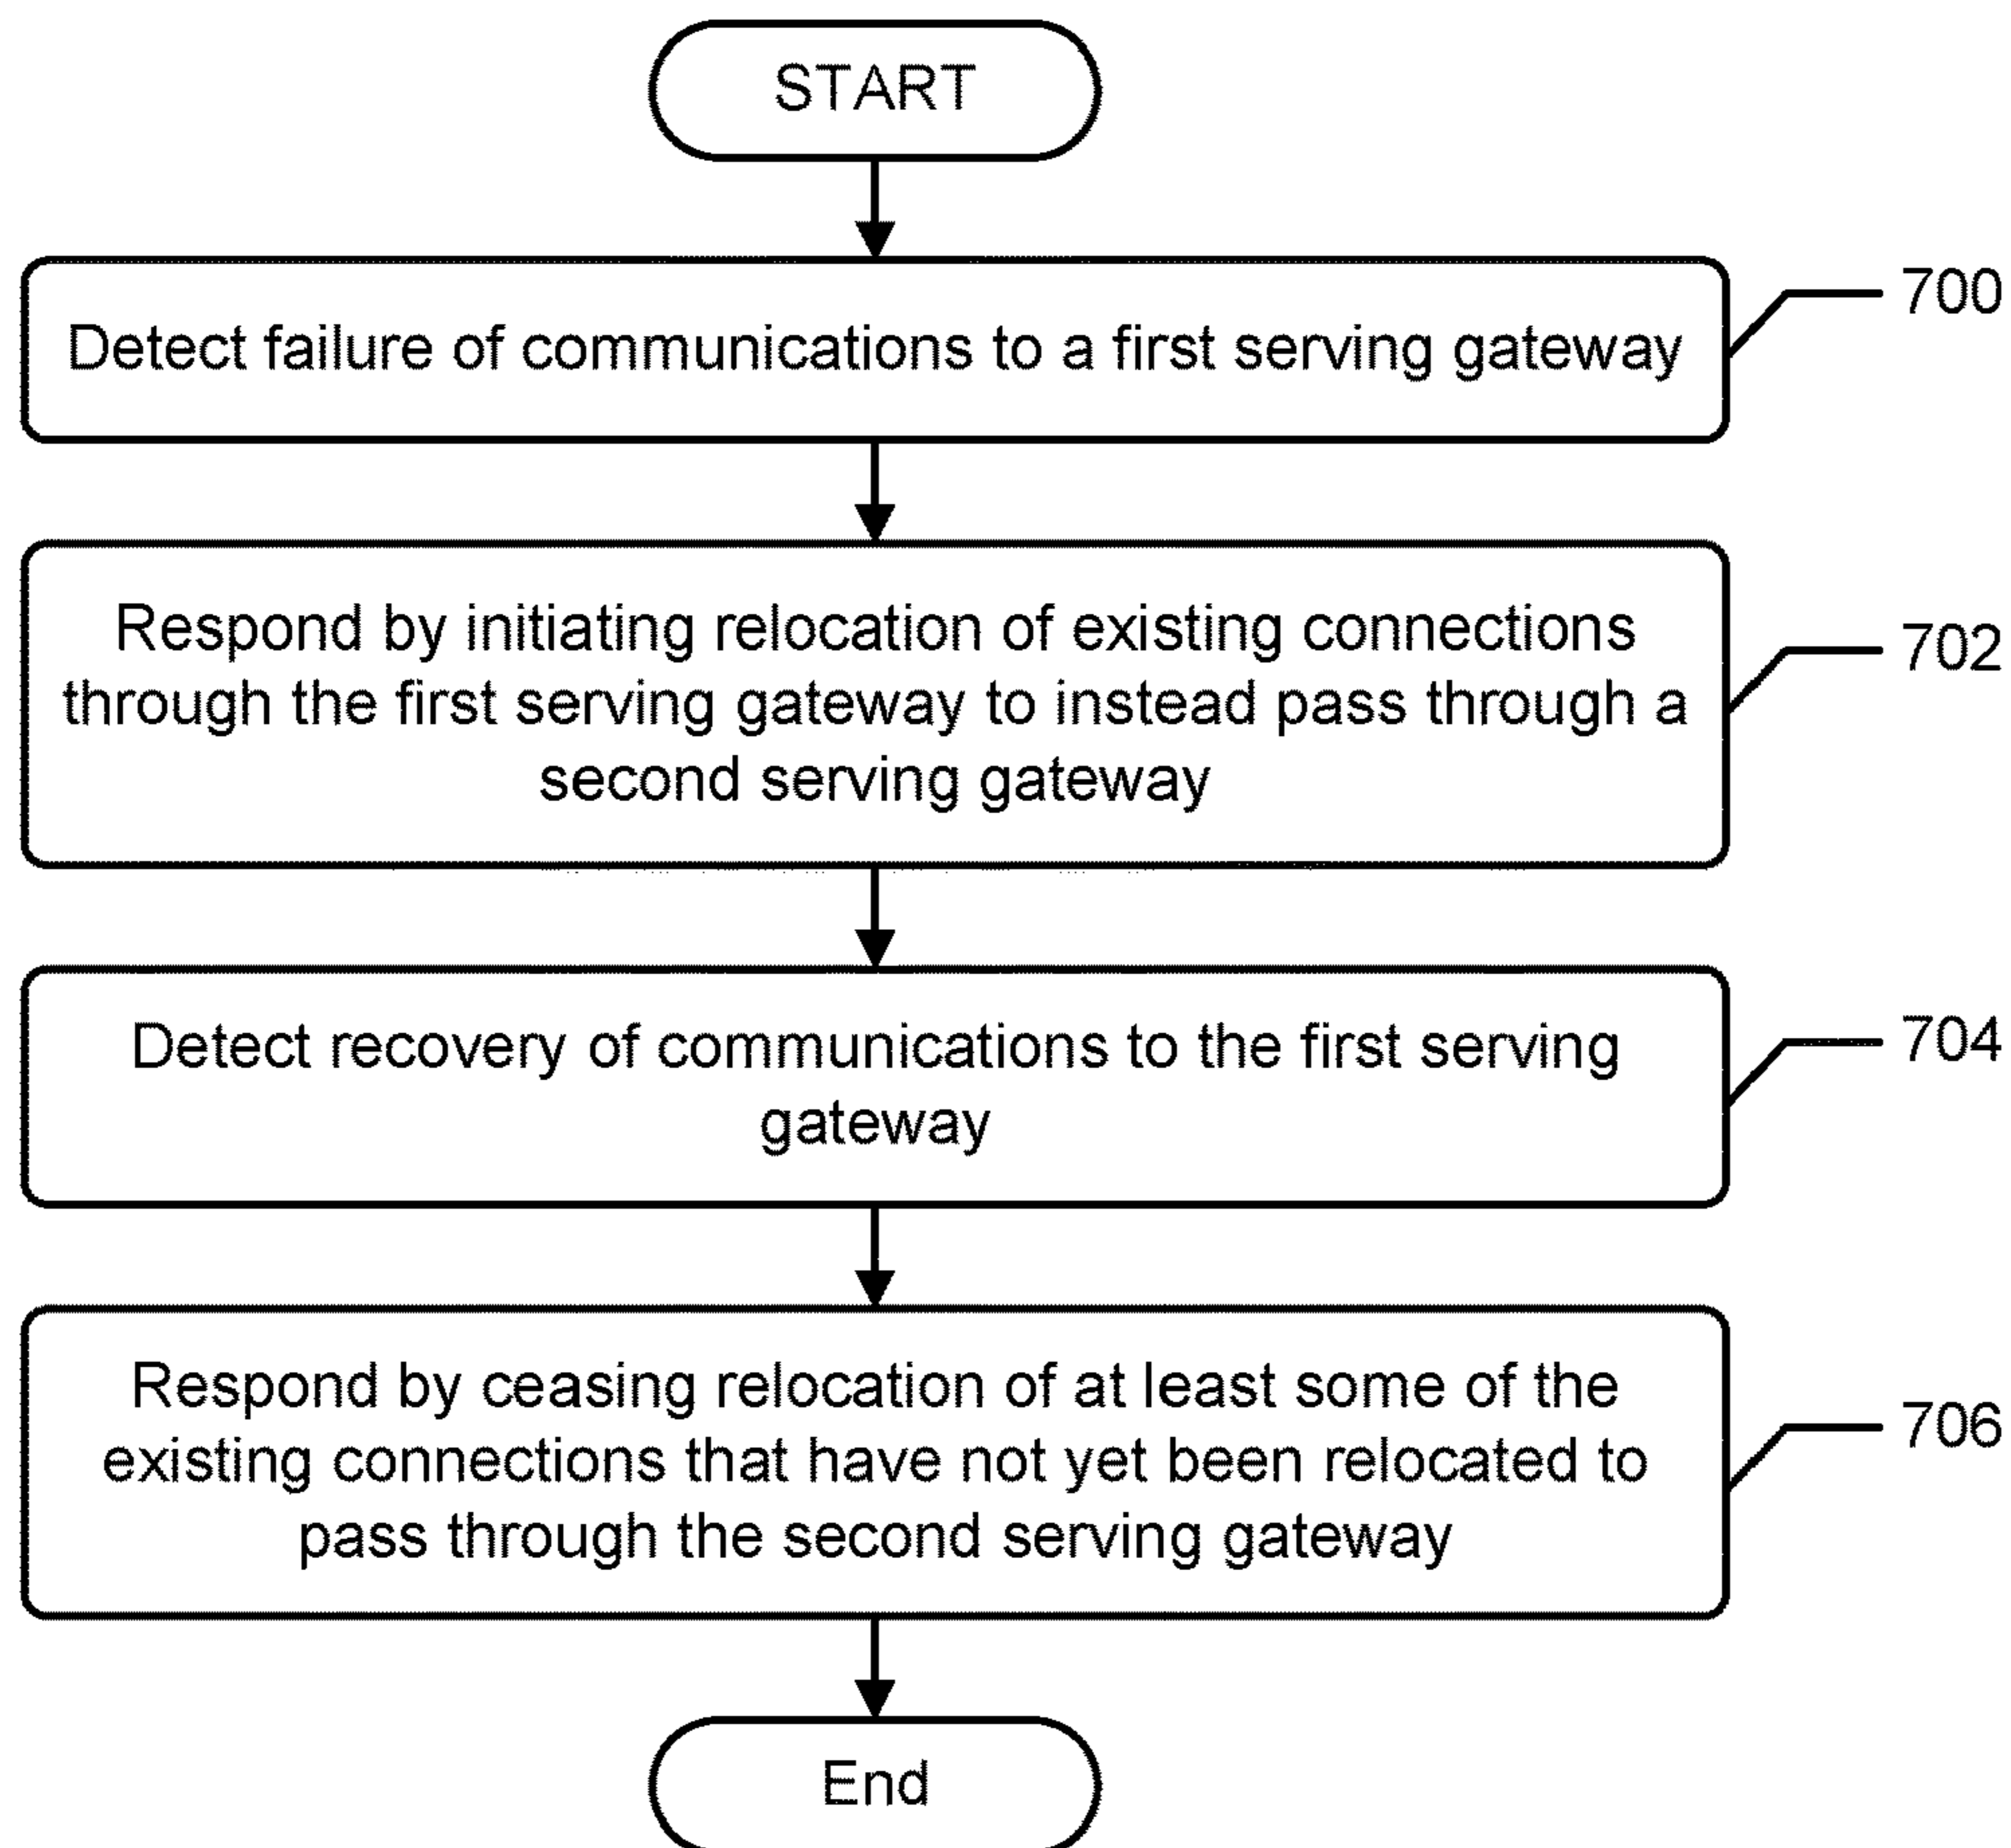 START
Detect failure of communications to a first serving gateway
700
Respond by initiating relocation of existing connections
through the first serving gateway to instead pass through a
second serving gateway
702
Detect recovery of communications to the first serving
gateway
704
Respond by ceasing relocation of at least some of the
existing connections that have not yet been relocated to
pass through the second serving gateway
706
End